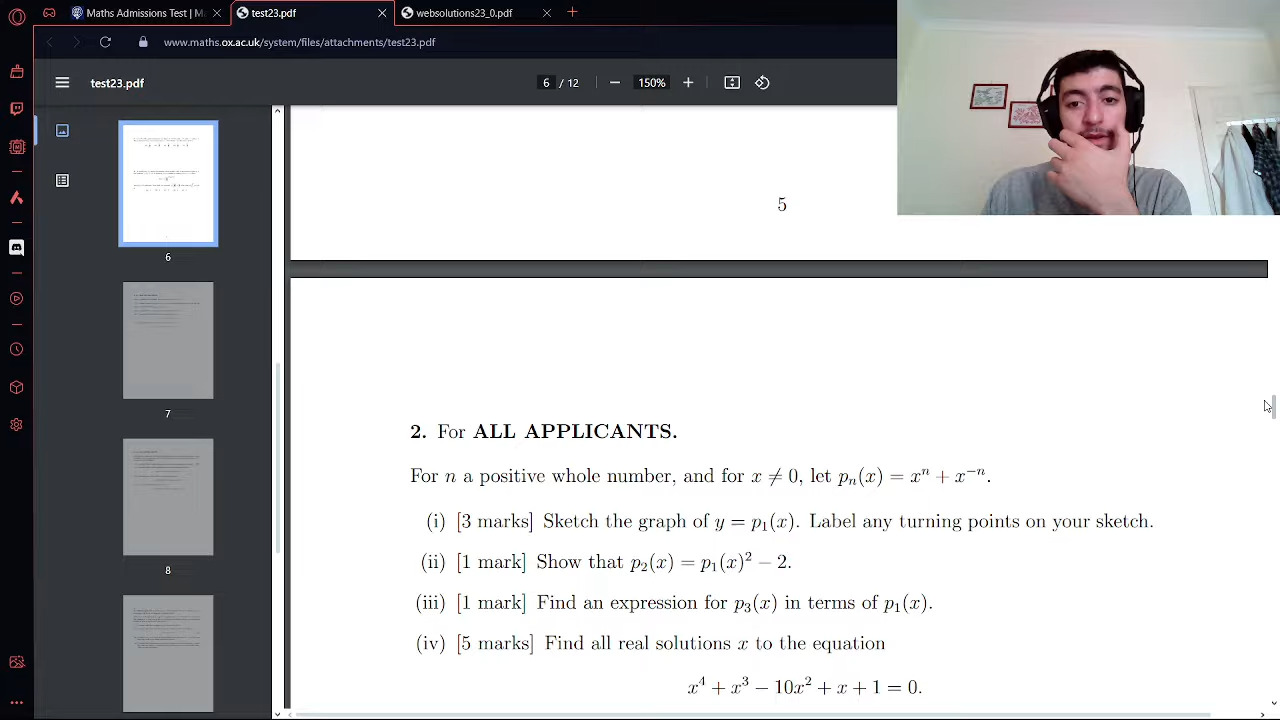 Maths Admissions Test | Ma
test23.pdf
websolutions23_0.pdf
www.maths.ox.ac.uk/system/files/attachments/test23.pdf
test23.pdf
6 / 12
150%
6
7
8
5
2. For ALL APPLICANTS.
For n a positive whole number, and for x ≠ 0, let pₙ(x) = xⁿ + x⁻ⁿ.
(i) [3 marks] Sketch the graph of y = p₁(x). Label any turning points on your sketch.
(ii) [1 mark] Show that p₂(x) = p₁(x)² − 2.
(iii) [1 mark] Find an expression for p₃(x) in terms of p₁(x).
(iv) [5 marks] Find all real solutions x to the equation
x⁴ + x³ − 10x² + x + 1 = 0.